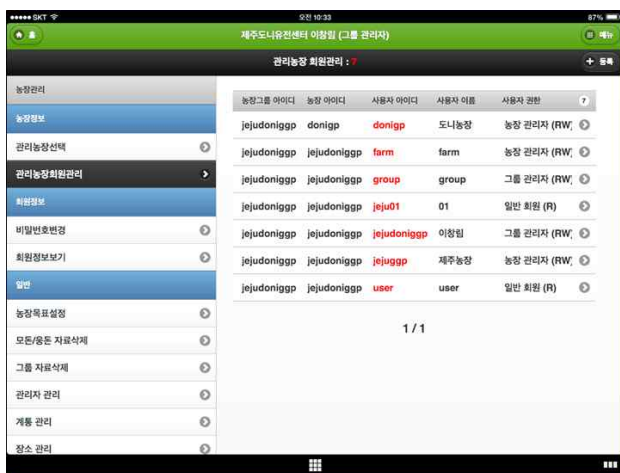 SKT 오전 10:33 87%
홈 제주도니유전센터 이창림 (그룹 관리자) 메뉴
관리농장 회원관리 : 7 + 등록
농장관리
농장정보
관리농장선택
관리농장회원관리
회원정보
비밀번호변경
회원정보보기
일반
농장목표설정
모돈/웅돈 자료삭제
그룹 자료삭제
관리자 관리
계통 관리
장소 관리
농장그룹 아이디 농장 아이디 사용자 아이디 사용자 이름 사용자 권한 ?
jejudoniggp donigp donigp 도니농장 농장 관리자 (RW)
jejudoniggp jejudoniggp farm farm 농장 관리자 (RW)
jejudoniggp jejudoniggp group group 그룹 관리자 (RW)
jejudoniggp jejudoniggp jeju01 01 일반 회원 (R)
jejudoniggp jejudoniggp jejudoniggp 이창림 그룹 관리자 (RW)
jejudoniggp jejudoniggp jejuggp 제주농장 농장 관리자 (RW)
jejudoniggp jejudoniggp user user 일반 회원 (R)
1 / 1